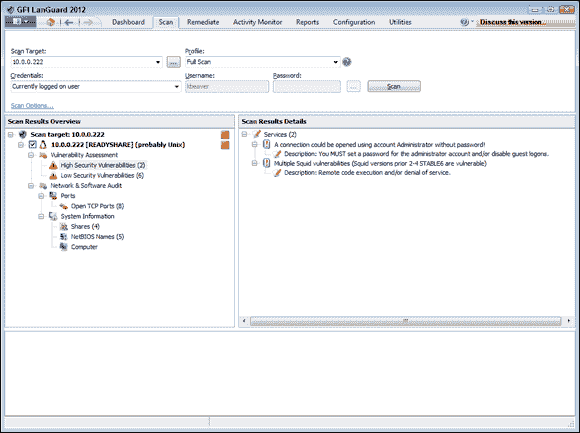 GFI LanGuard 2012
Dashboard Scan Remediate Activity Monitor Reports Configuration Utilities Discuss this version...
Scan Target: Profile:
10.0.0.222 ... Full Scan
Credentials: Username: Password:
Currently logged on user kbeaver ... Scan
Scan Options...
Scan Results Overview
Scan target: 10.0.0.222
10.0.0.222 [READYSHARE] (probably Unix)
Vulnerability Assessment
High Security Vulnerabilities (2)
Low Security Vulnerabilities (6)
Network & Software Audit
Ports
Open TCP Ports (8)
System Information
Shares (4)
NetBIOS Names (5)
Computer
Scan Results Details
Services (2)
A connection could be opened using account Administrator without password!
Description: You MUST set a password for the administrator account and/or disable guest logons.
Multiple Squid vulnerabilities (Squid versions prior 2-4 STABLE6 are vulnerable)
Description: Remote code execution and/or denial of service.